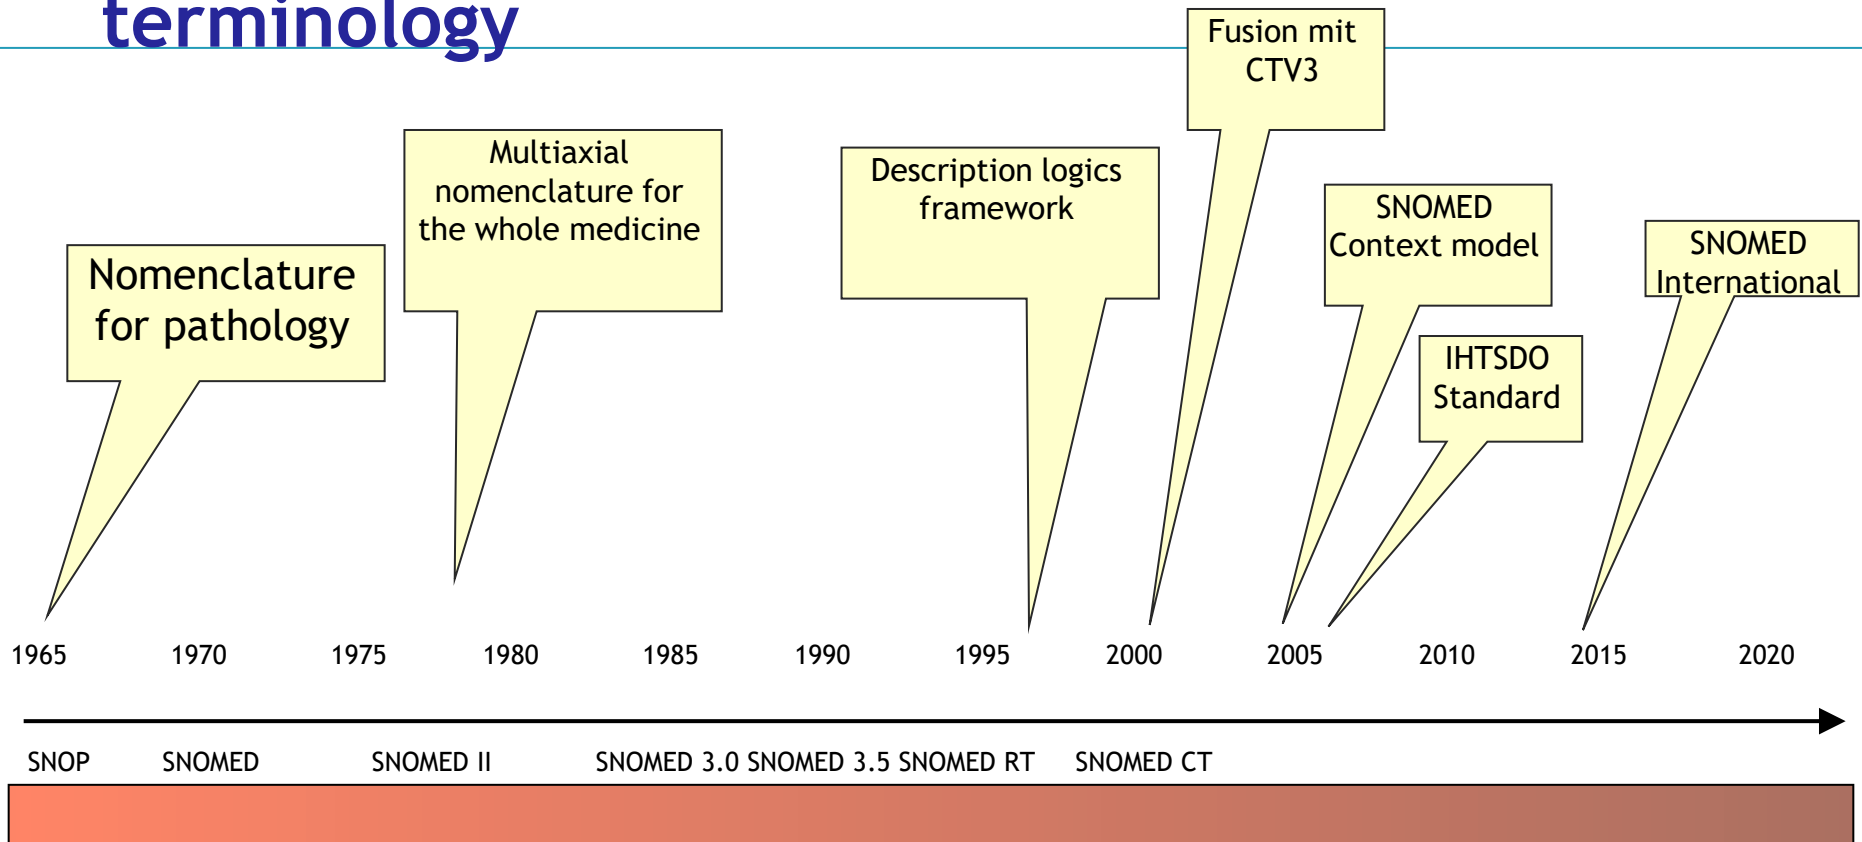 terminology
Fusion mit
CTV3
Multiaxial
nomenclature for
the whole medicine
Description logics
framework
SNOMED
Context model
SNOMED
International
Nomenclature
for pathology
IHTSDO
Standard
1965 1970 1975 1980 1985 1990 1995 2000 2005 2010 2015 2020
SNOP SNOMED SNOMED II SNOMED 3.0 SNOMED 3.5 SNOMED RT SNOMED CT